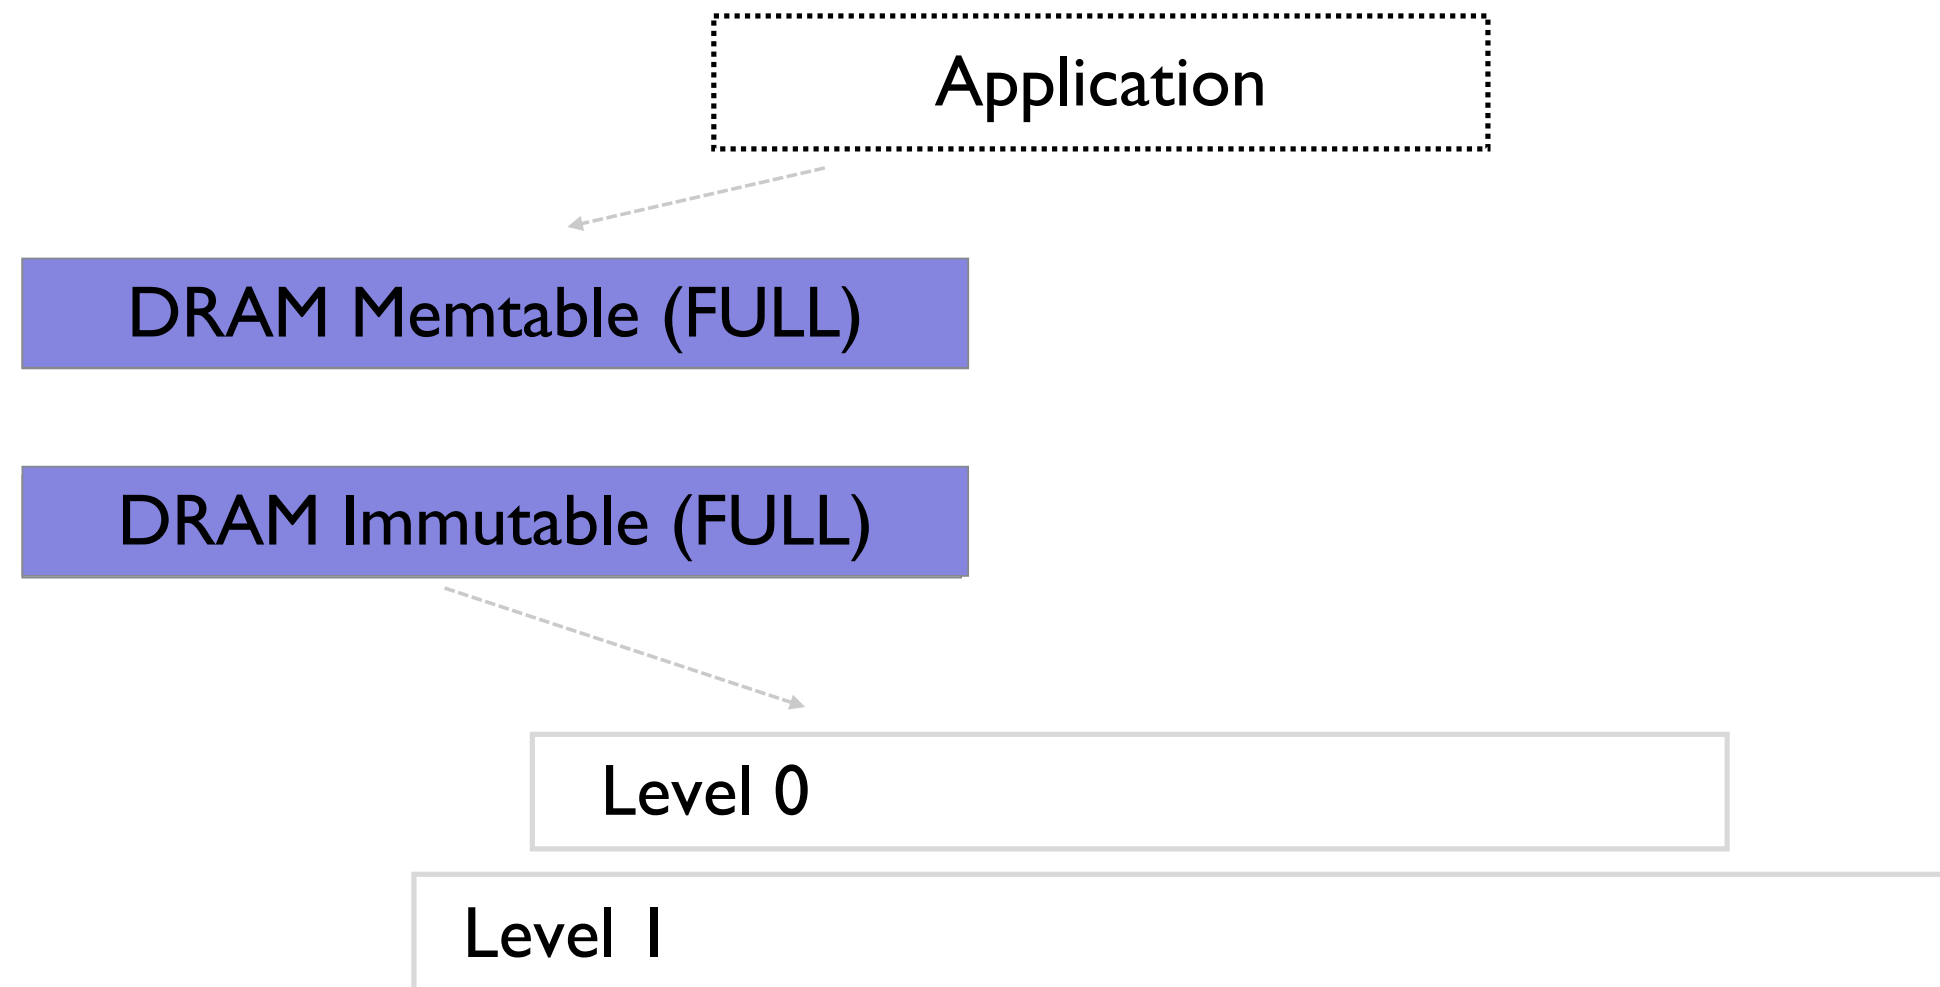 Application
DRAM Memtable (FULL)
DRAM Immutable (FULL)
Level 0
Level 1